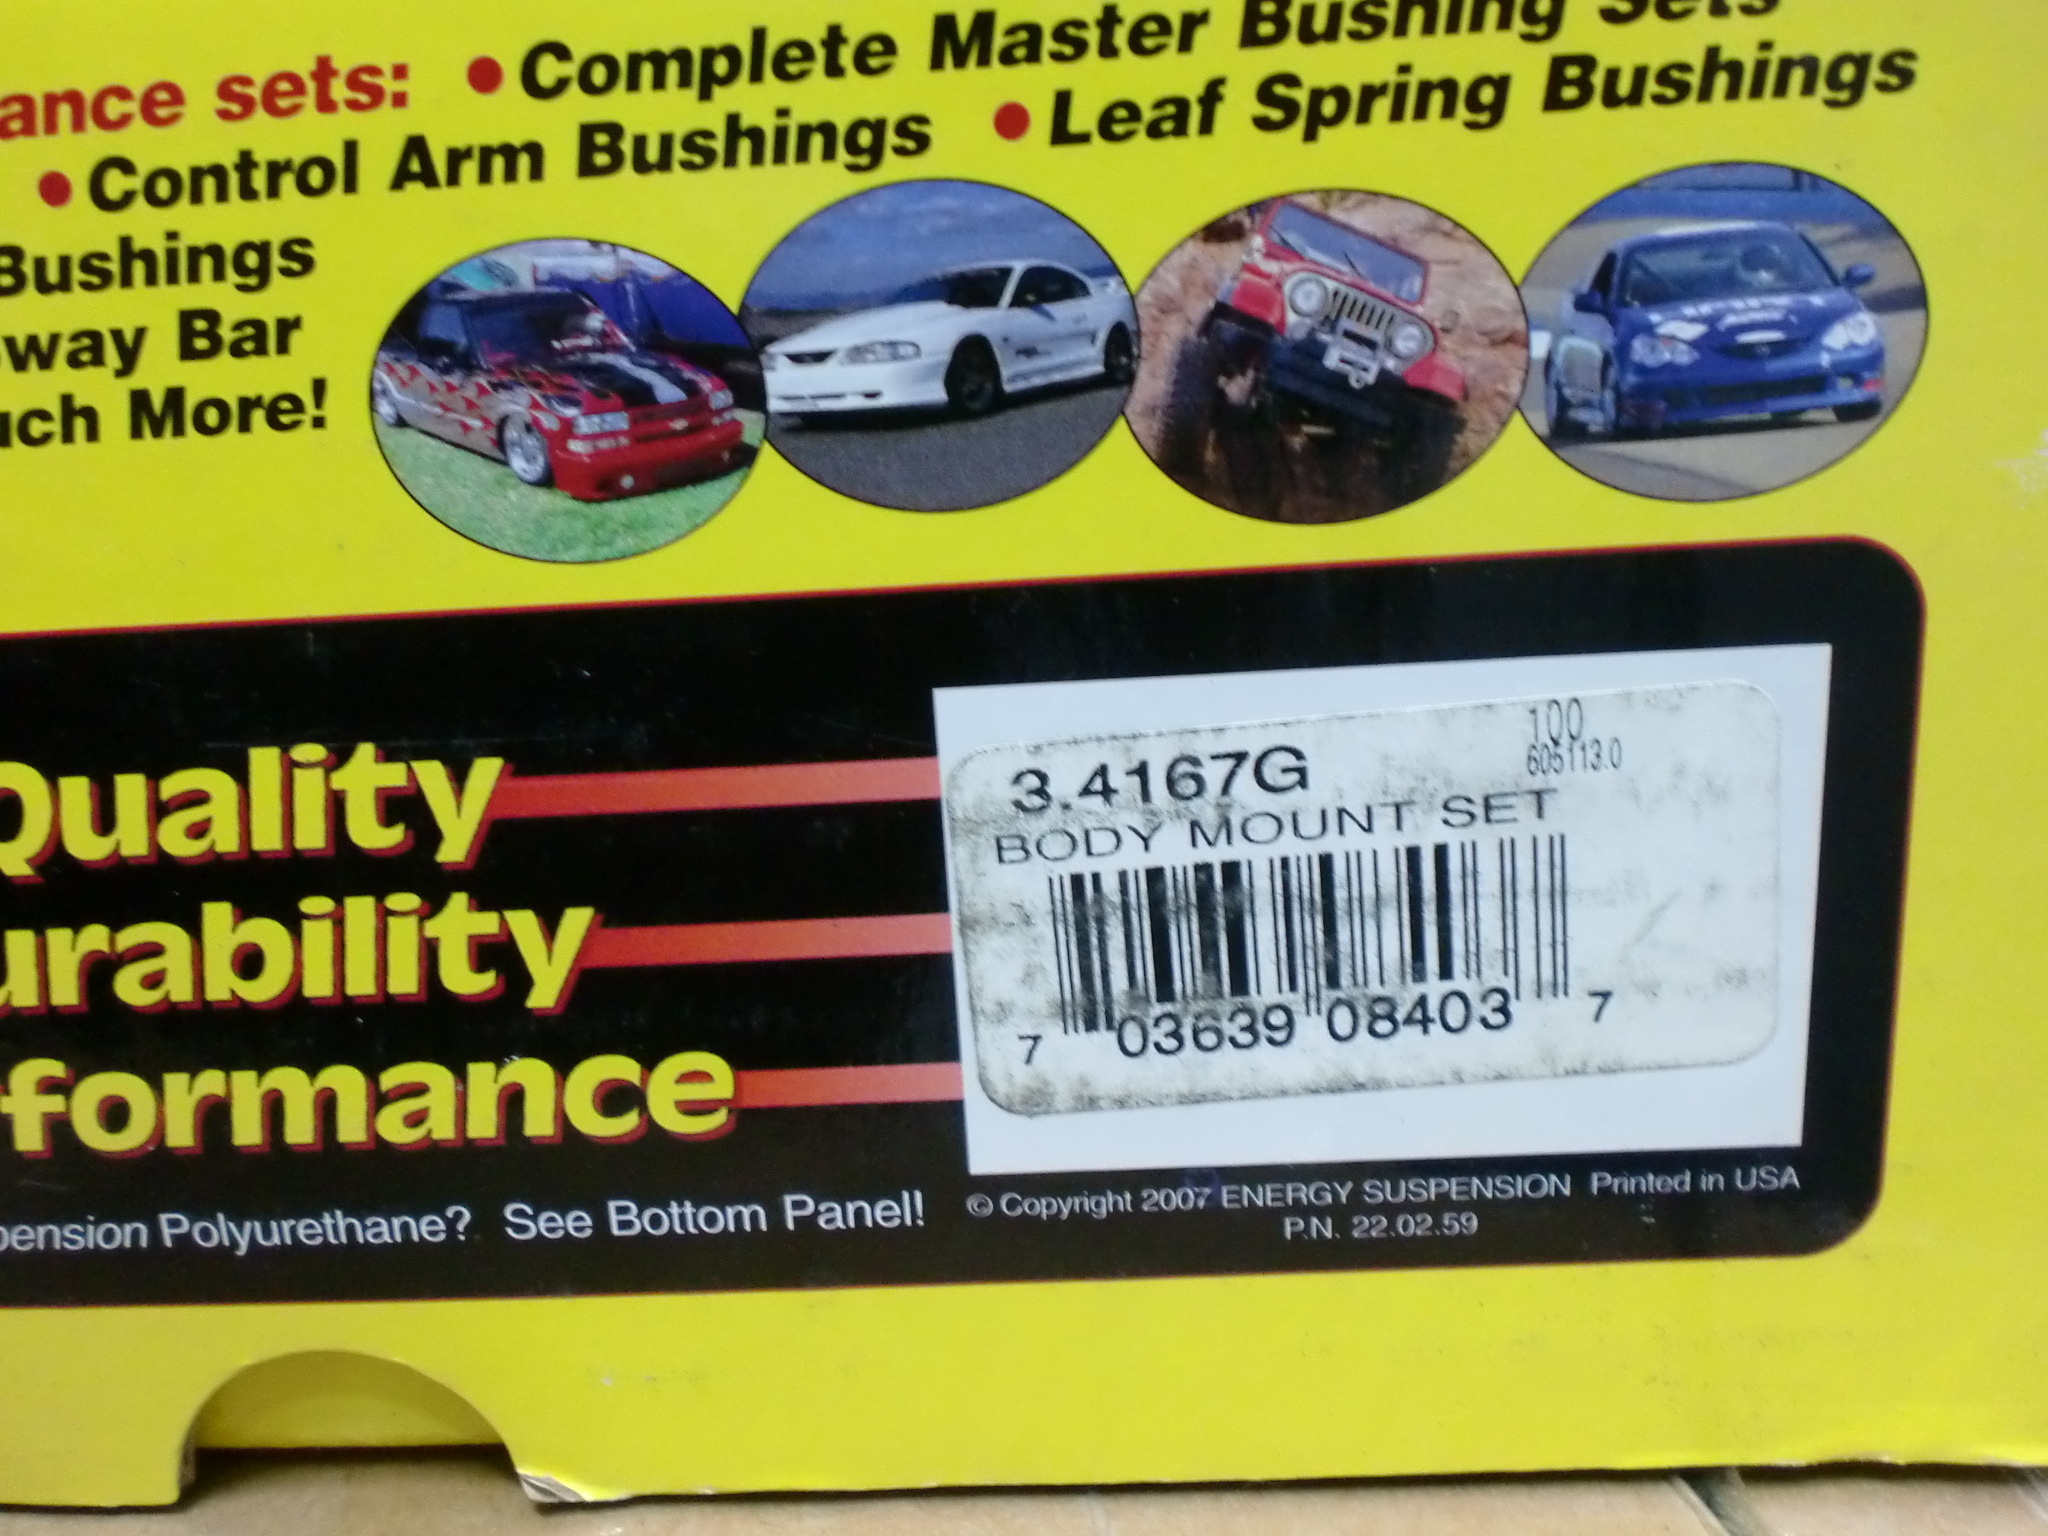 ance sets: • Complete Master Bushing Sets
• Control Arm Bushings • Leaf Spring Bushings
Bushings
way Bar
uch More!
Quality
urability
formance
3.4167G
100
605113.0
BODY MOUNT SET
7 03639 08403 7
pension Polyurethane? See Bottom Panel!
© Copyright 2007 ENERGY SUSPENSION Printed in USA
P.N. 22.02.59